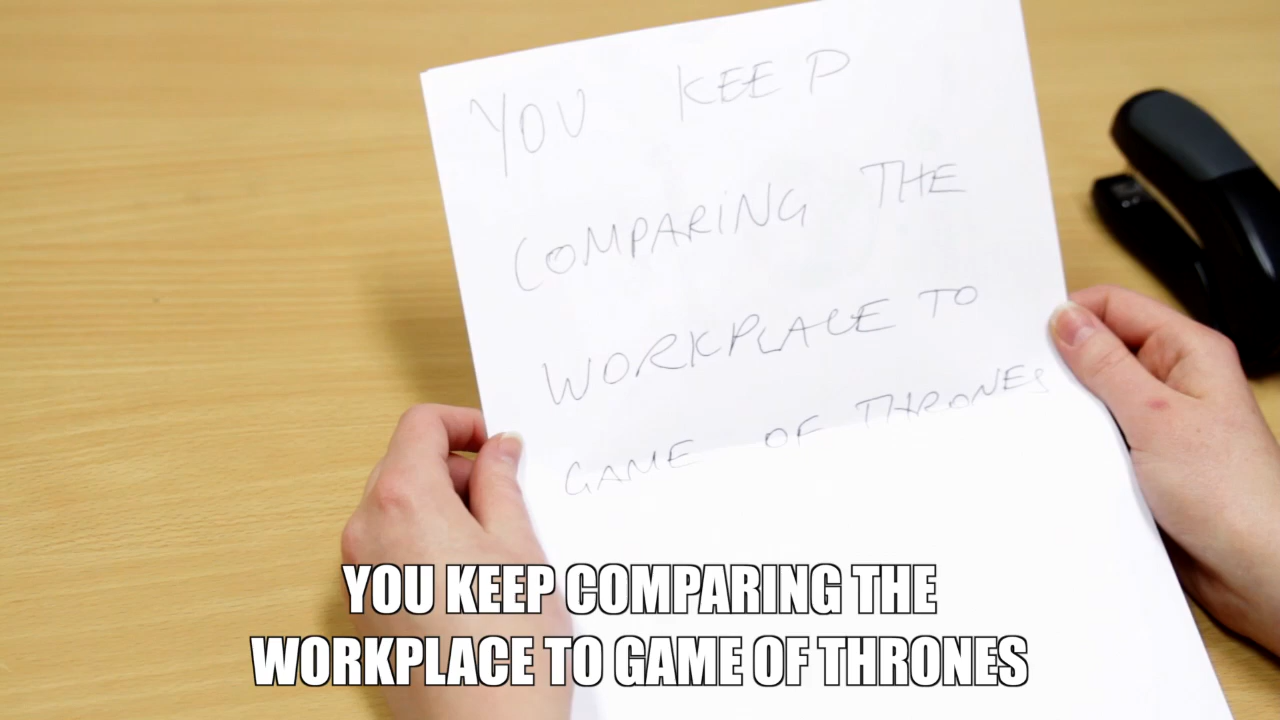 YOU KEEP
COMPARING THE
WORKPLACE TO
GAME OF THRONES
YOU KEEP COMPARING THE
WORKPLACE TO GAME OF THRONES